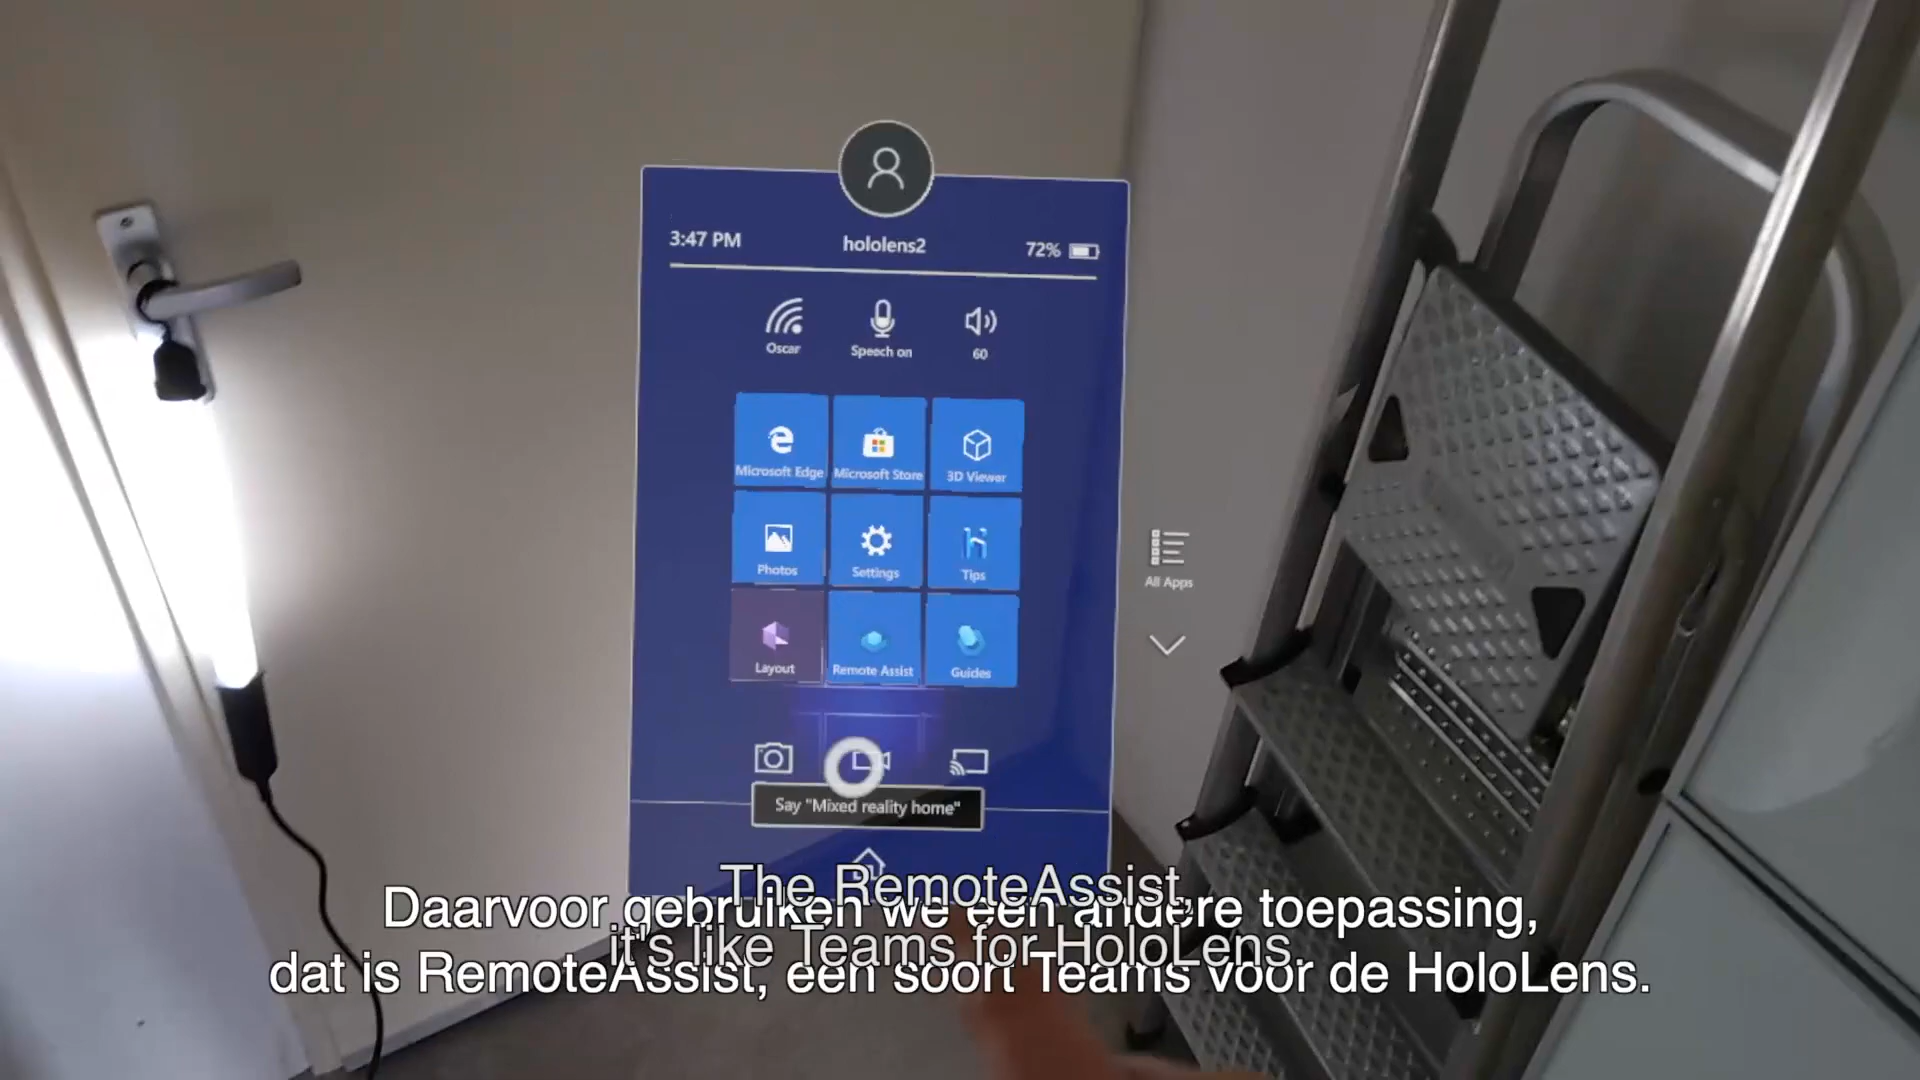 3:47 PM
hololens2
72%
Oscar
Speech on
60
Microsoft Edge
Microsoft Store
3D Viewer
Photos
Settings
Tips
Layout
Remote Assist
Guides
All Apps
Say "Mixed reality home"
The RemoteAssist,
it's like Teams for HoloLens.
Daarvoor gebruiken we een andere toepassing,
dat is RemoteAssist, een soort Teams voor de HoloLens.